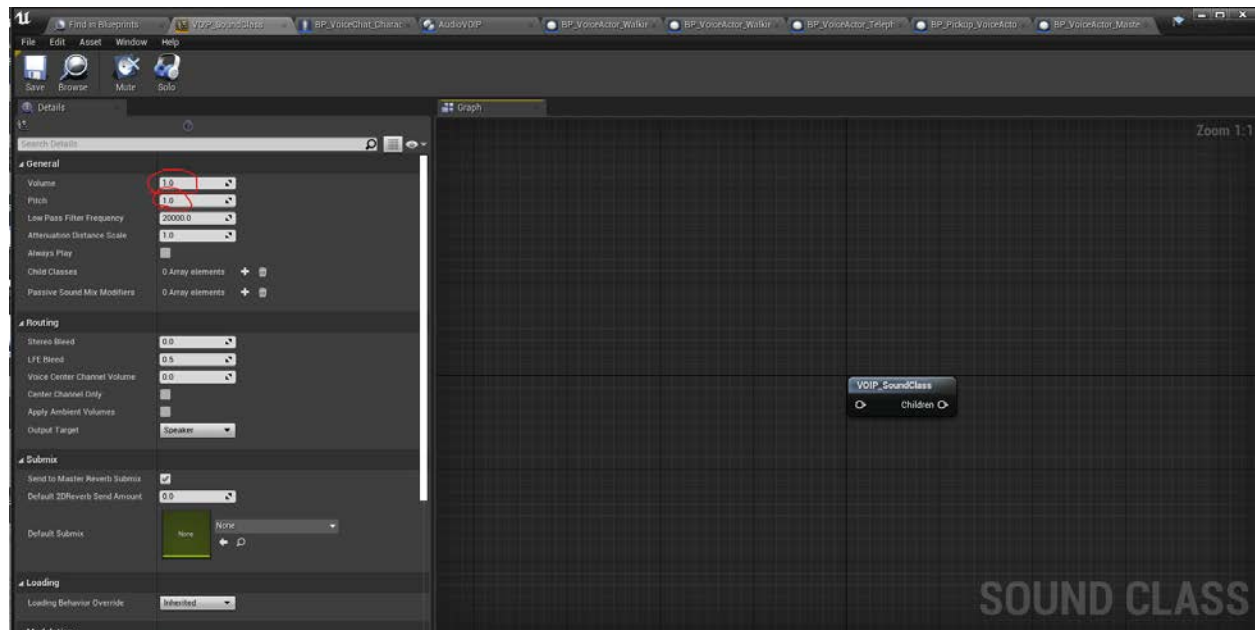 Find in Blueprints VOIP_SoundClass BP_VoiceChat_Charac AudioVOIP BP_VoiceActor_Walkir BP_VoiceActor_Walkir BP_VoiceActor_Teleph BP_Pickup_VoiceActo BP_VoiceActor_Maste
File Edit Asset Window Help
Save Browse Mute Solo
Details
Graph
Search Details
Zoom 1:1
General
Volume 1.0
Pitch 1.0
Low Pass Filter Frequency 20000.0
Attenuation Distance Scale 1.0
Always Play
Child Classes 0 Array elements
Passive Sound Mix Modifiers 0 Array elements
Routing
Stereo Bleed 0.0
LFE Bleed 0.5
Voice Center Channel Volume 0.0
Center Channel Only
Apply Ambient Volumes
Output Target Speaker
VOIP_SoundClass
Children
Submix
Send to Master Reverb Submix
Default 2DReverb Send Amount 0.0
Default Submix None None
Loading
Loading Behavior Override Inherited
SOUND CLASS